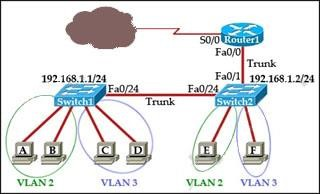 S0/0
Router1
Fa0/0
Trunk
192.168.1.1/24
Fa0/1
192.168.1.2/24
Fa0/24
Fa0/24
Switch1
Trunk
Switch2
A
B
C
D
E
F
VLAN 2
VLAN 3
VLAN 2
VLAN 3